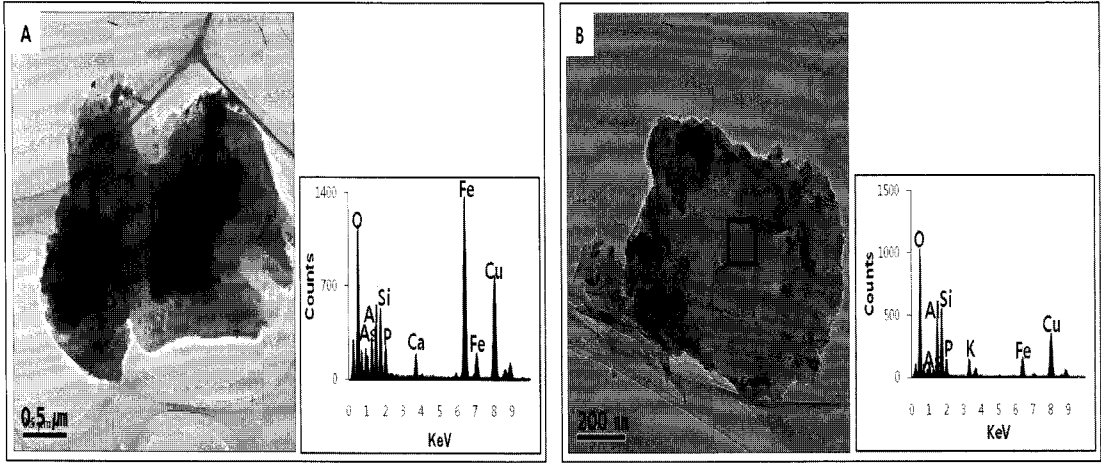 A
1400
700
0
Counts
O
As
Al
Si
P
Ca
Fe
Fe
Cu
0 1 2 3 4 5 6 7 8 9
KeV
0.5 µm
B
1500
1000
500
0
Counts
O
As
Al
Si
P
K
Fe
Cu
0 1 2 3 4 5 6 7 8 9
KeV
200 nm